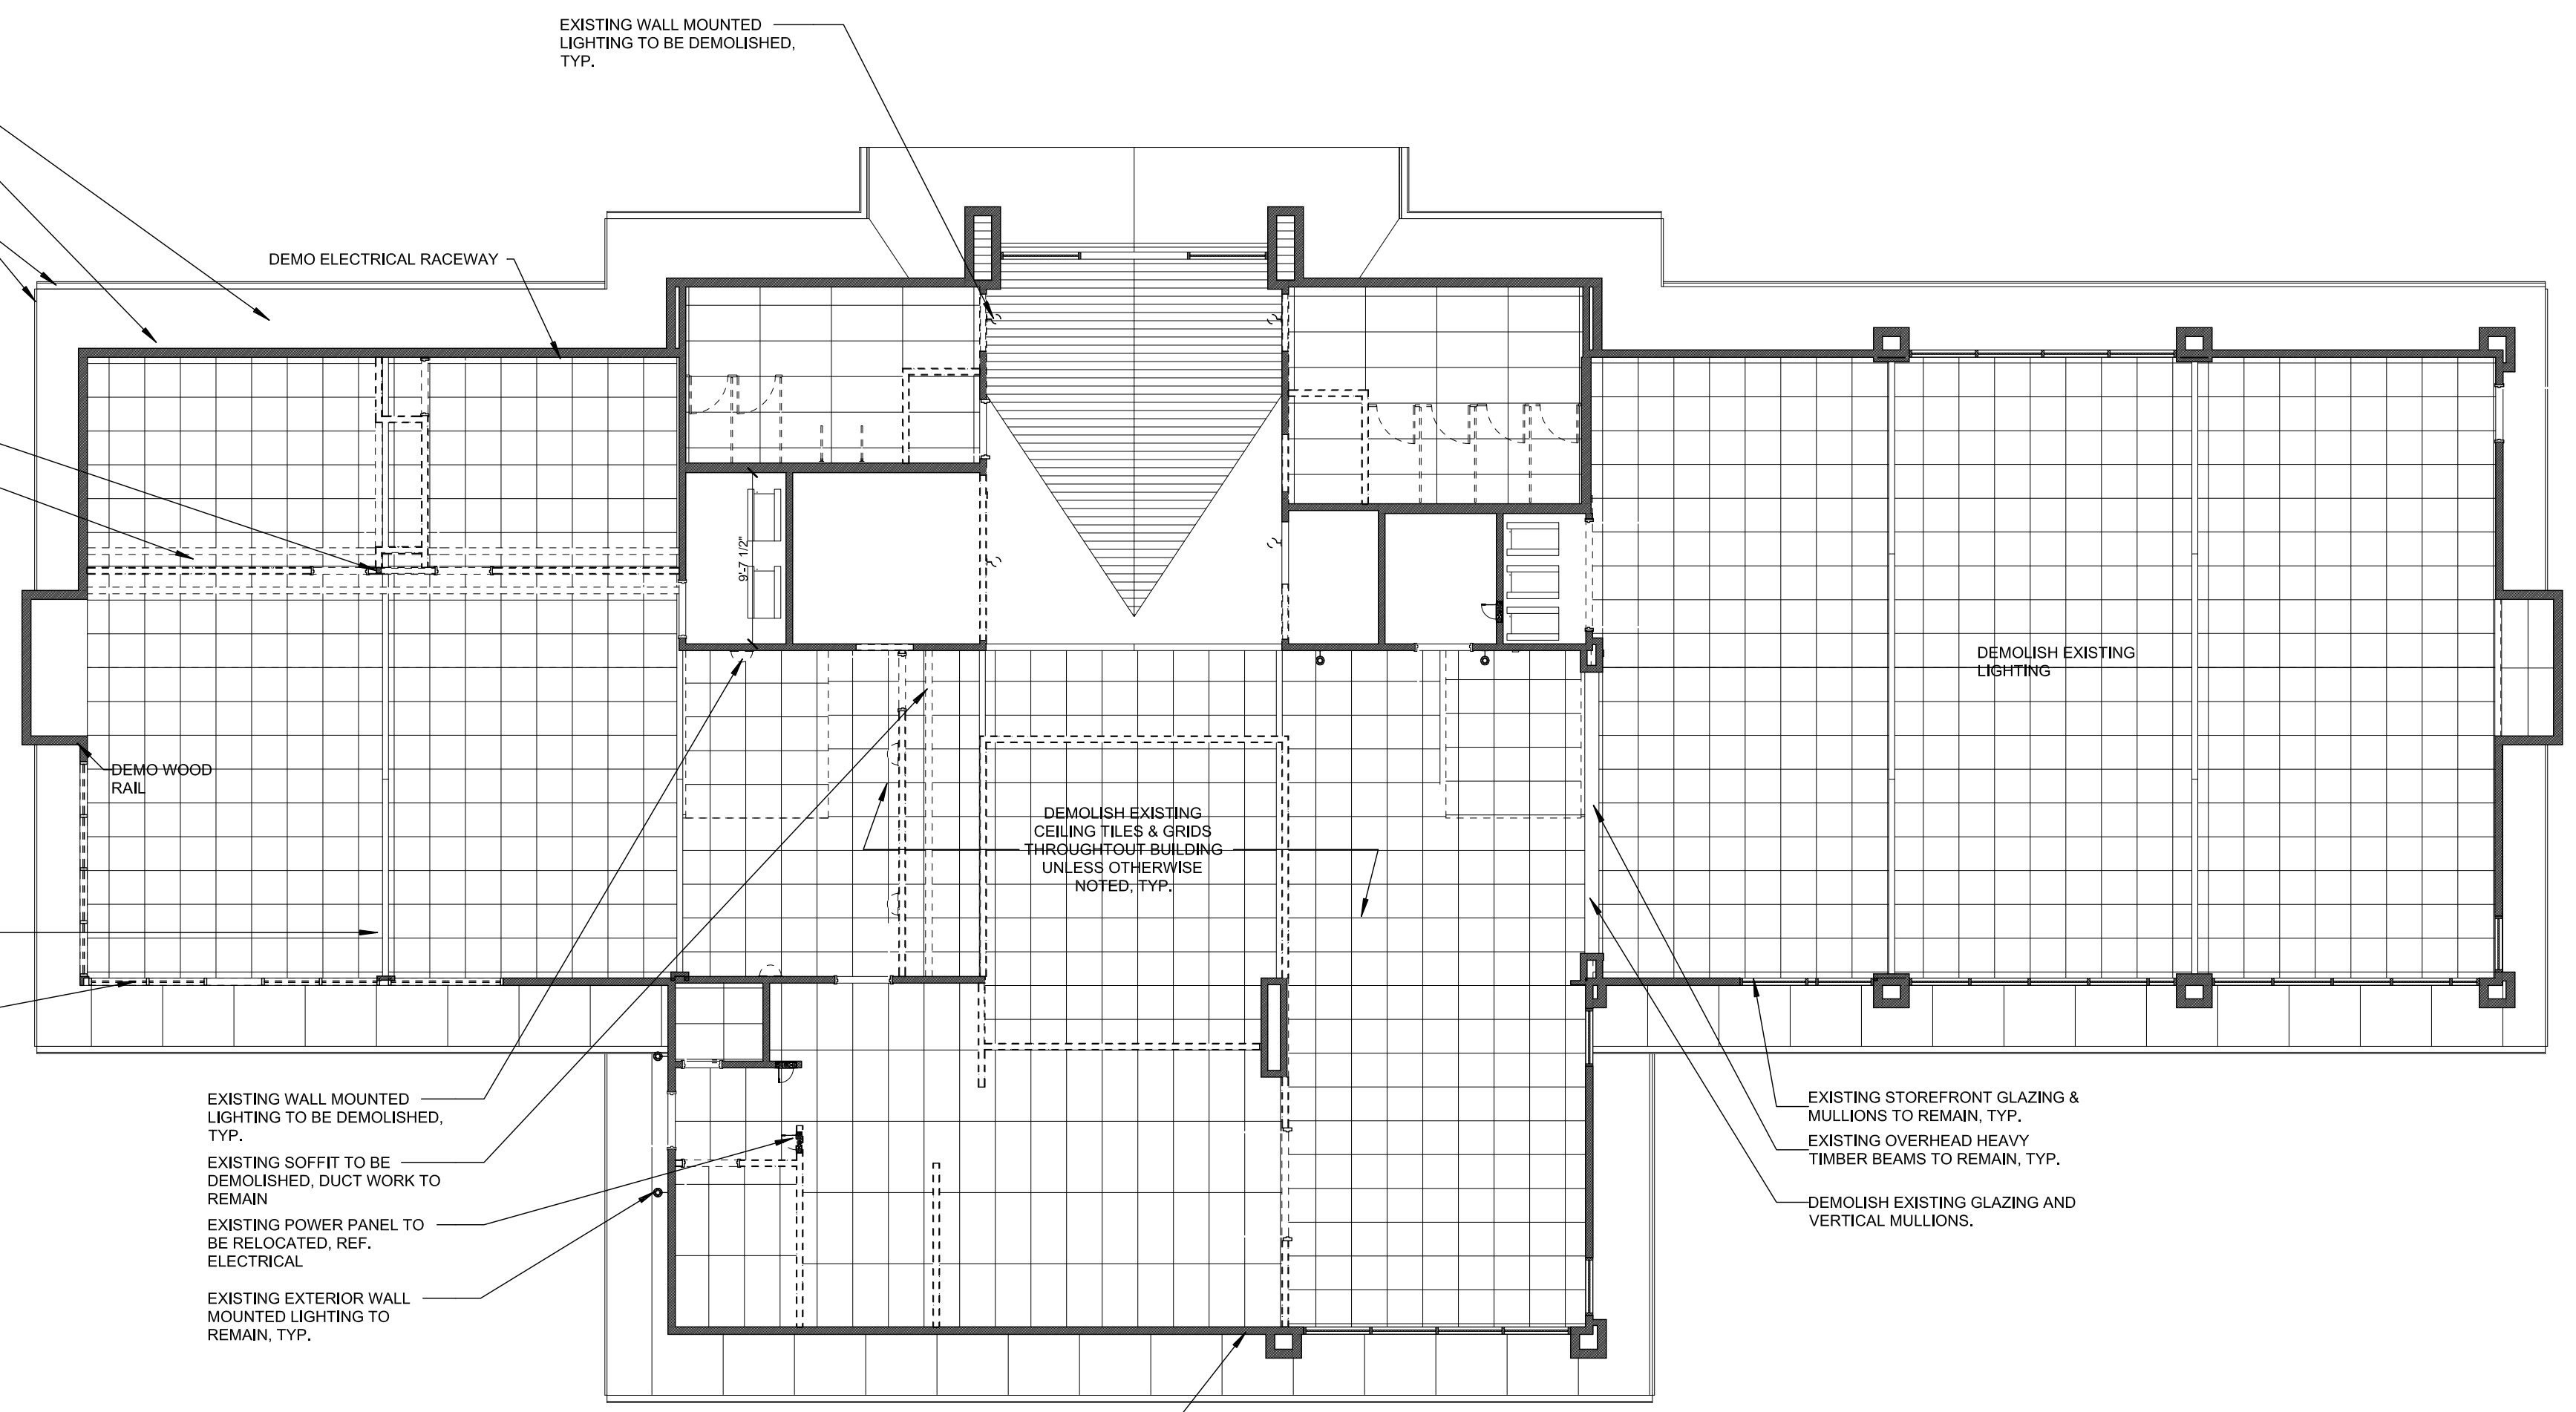 EXISTING WALL MOUNTED
LIGHTING TO BE DEMOLISHED,
TYP.
DEMO ELECTRICAL RACEWAY
9'-7 1/2"
DEMOLISH EXISTING
LIGHTING
DEMO WOOD
RAIL
DEMOLISH EXISTING
CEILING TILES & GRIDS
THROUGHTOUT BUILDING
UNLESS OTHERWISE
NOTED, TYP.
EXISTING WALL MOUNTED
LIGHTING TO BE DEMOLISHED,
TYP.
EXISTING SOFFIT TO BE
DEMOLISHED, DUCT WORK TO
REMAIN
EXISTING POWER PANEL TO
BE RELOCATED, REF.
ELECTRICAL
EXISTING EXTERIOR WALL
MOUNTED LIGHTING TO
REMAIN, TYP.
EXISTING STOREFRONT GLAZING &
MULLIONS TO REMAIN, TYP.
EXISTING OVERHEAD HEAVY
TIMBER BEAMS TO REMAIN, TYP.
DEMOLISH EXISTING GLAZING AND
VERTICAL MULLIONS.